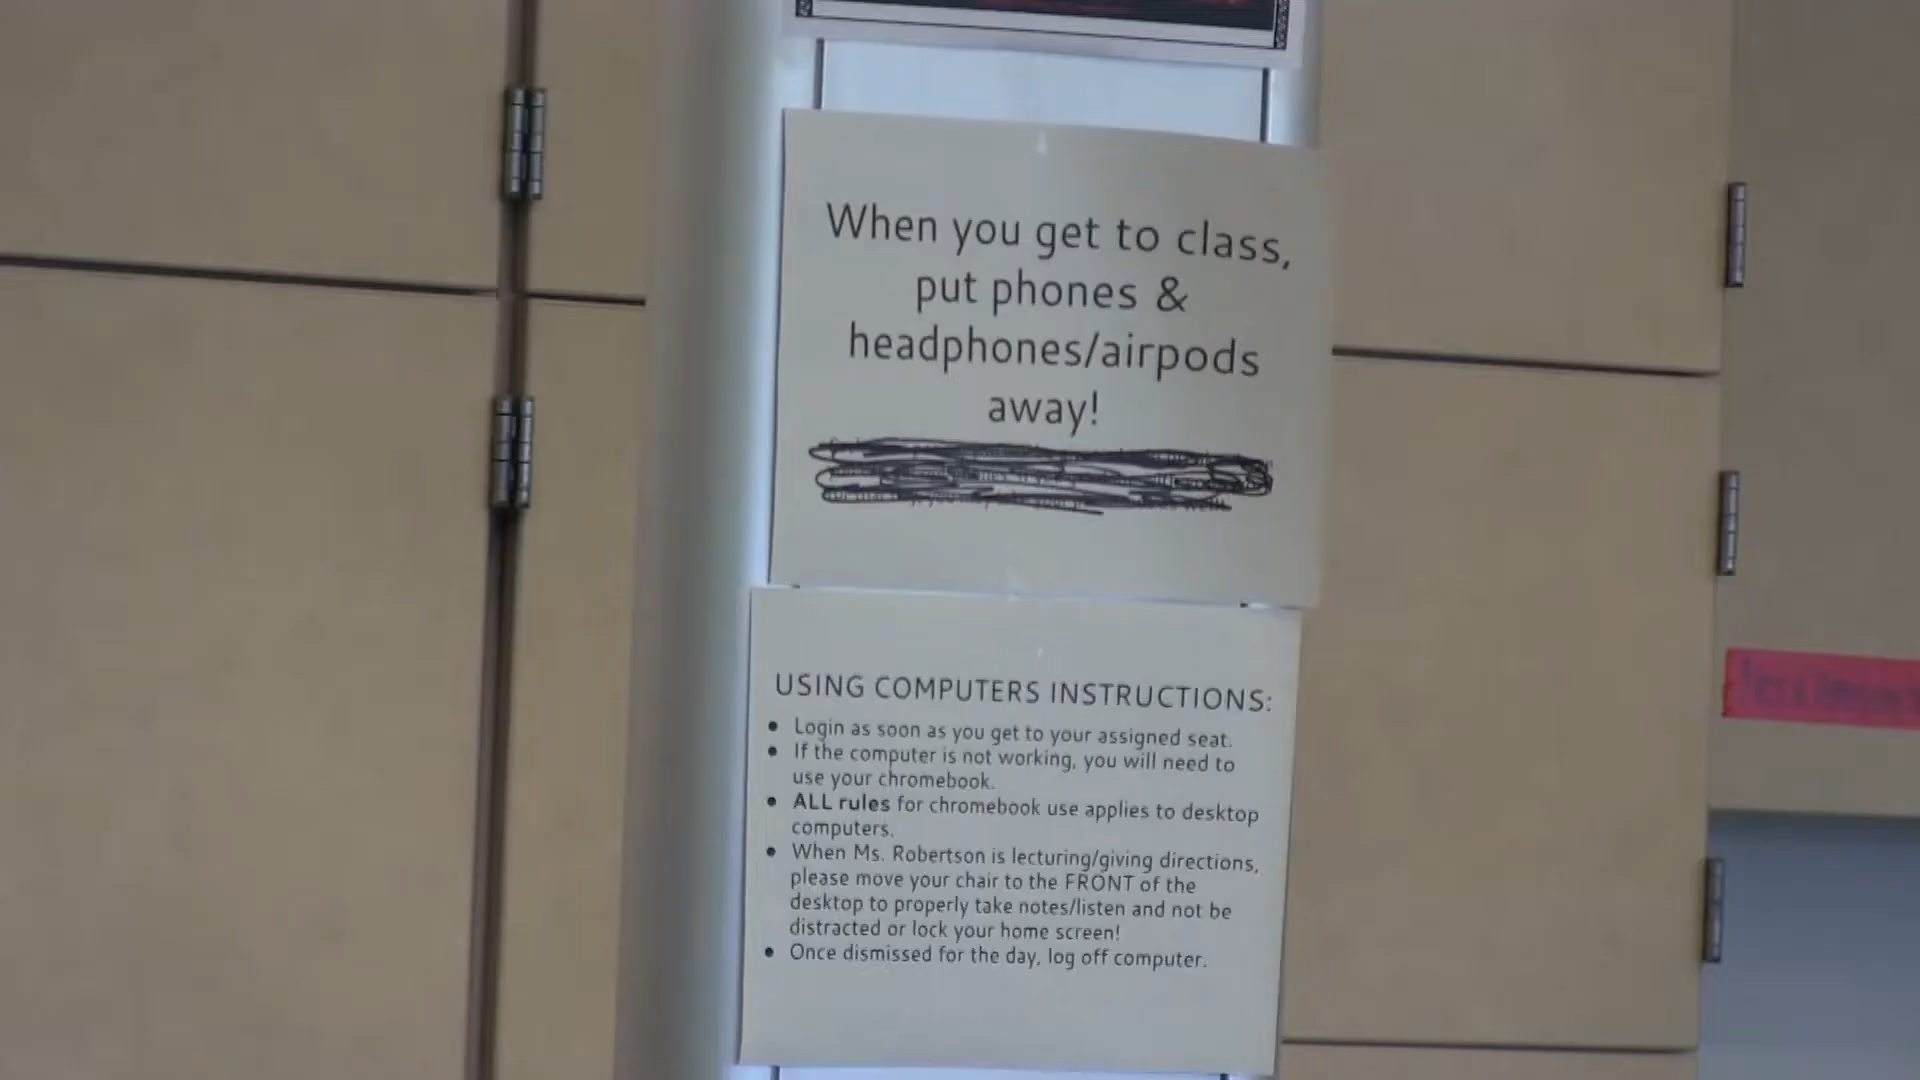 When you get to class,
put phones &
headphones/airpods
away!
USING COMPUTERS INSTRUCTIONS:
• Login as soon as you get to your assigned seat.
• If the computer is not working, you will need to
use your chromebook.
• ALL rules for chromebook use applies to desktop
computers.
• When Ms. Robertson is lecturing/giving directions,
please move your chair to the FRONT of the
desktop to properly take notes/listen and not be
distracted or lock your home screen!
• Once dismissed for the day, log off computer.